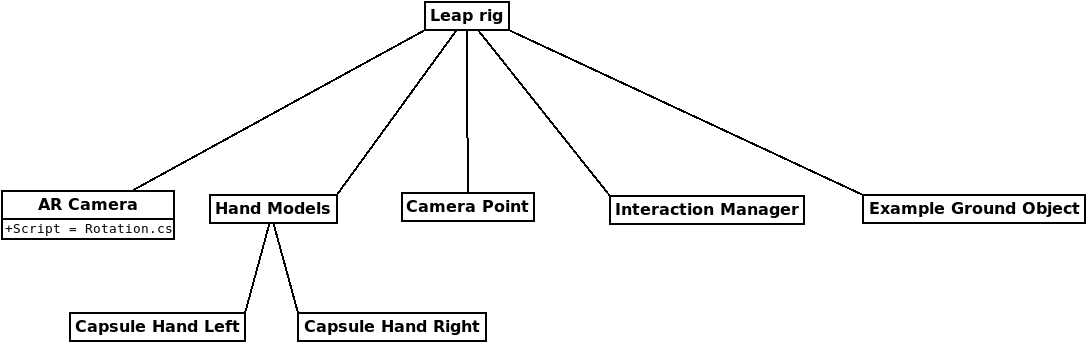 Leap rig
AR Camera
+Script = Rotation.cs
Hand Models
Camera Point
Interaction Manager
Example Ground Object
Capsule Hand Left
Capsule Hand Right